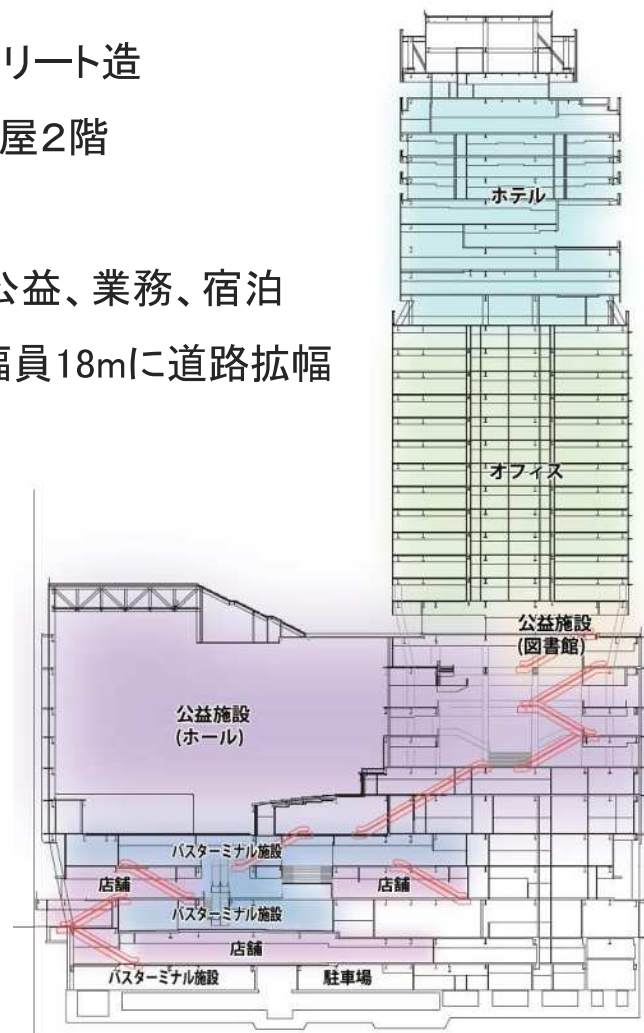 リート造
屋2階
公益、業務、宿泊
幅員18mに道路拡幅
ホテル
オフィス
公益施設
(図書館)
公益施設
(ホール)
バスターミナル施設
店舗
店舗
バスターミナル施設
店舗
バスターミナル施設
駐車場